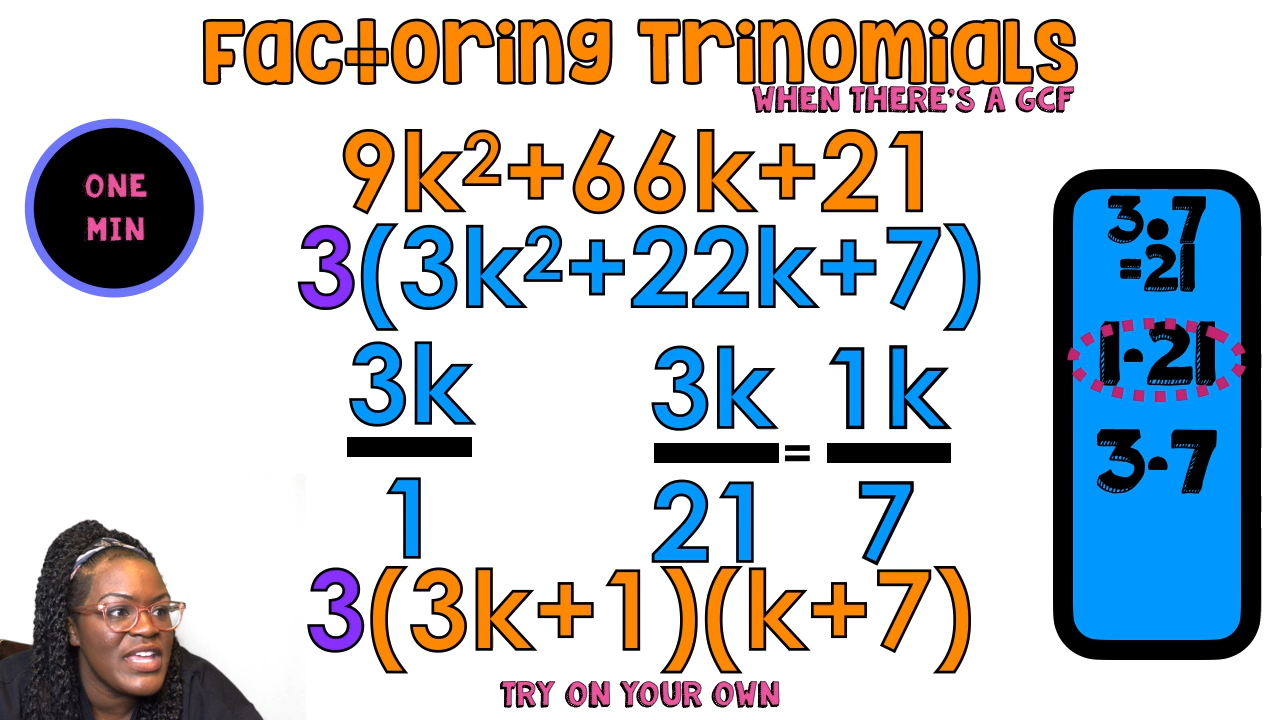 Factoring Trinomials
WHEN THERE'S A GCF
ONE
MIN
9k²+66k+21
3(3k²+22k+7)
3k
1
3k = 1k
21 7
3(3k+1)(k+7)
TRY ON YOUR OWN
3•7
=21
1-21
3-7